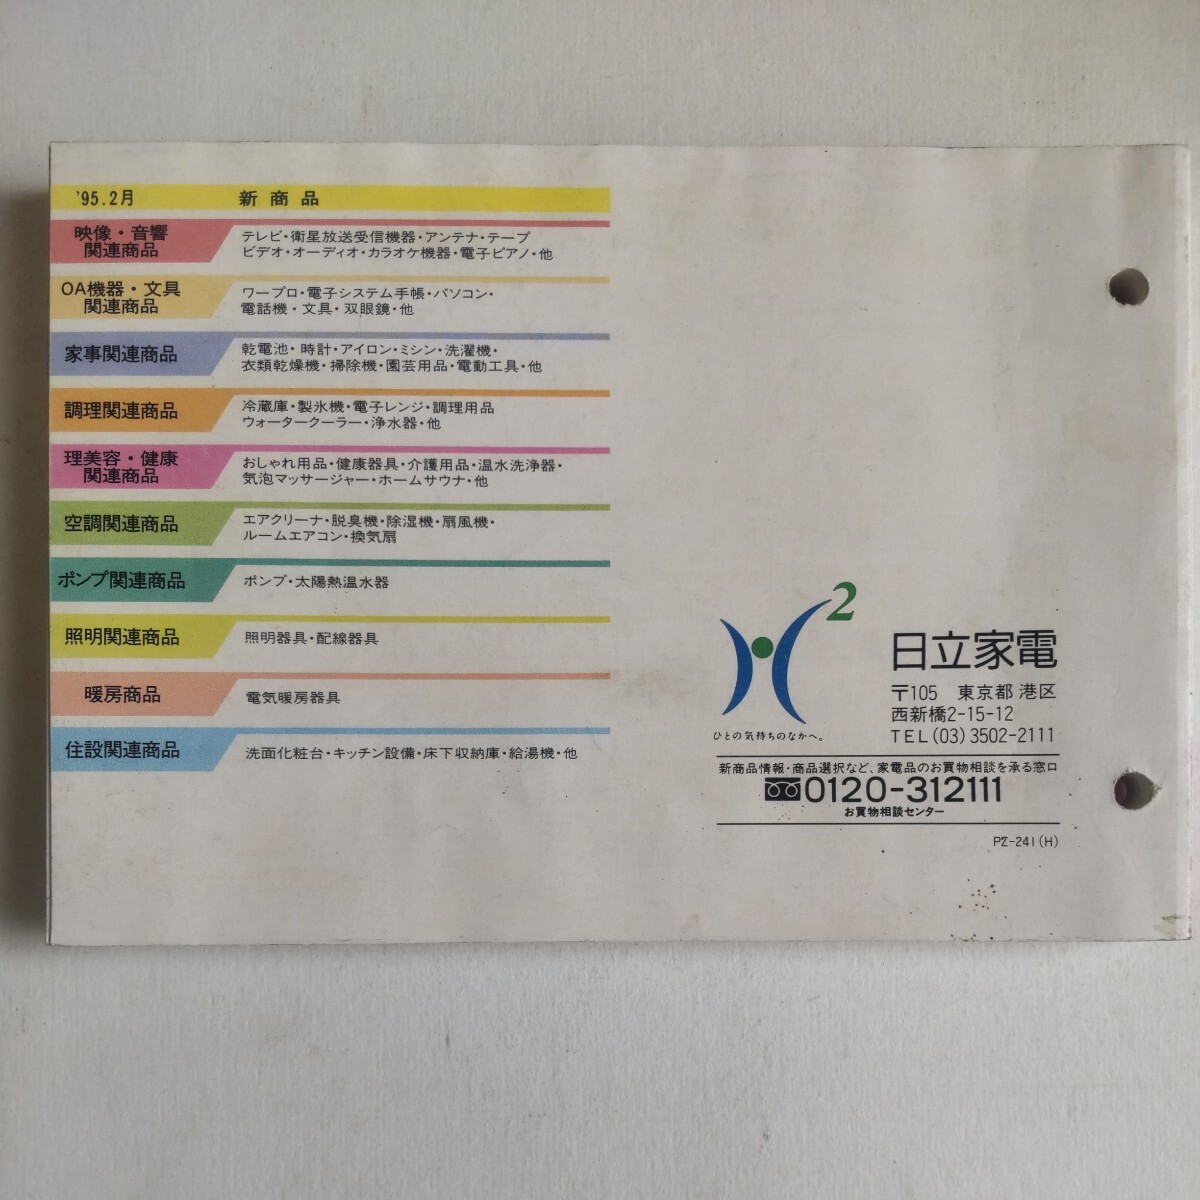 '95.2月 新商品
映像・音響
関連商品
テレビ・衛星放送受信機器・アンテナ・テープ
ビデオ・オーディオ・カラオケ機器・電子ピアノ・他
OA機器・文具
関連商品
ワープロ・電子システム手帳・パソコン・
電話機・文具・双眼鏡・他
家事関連商品
乾電池・時計・アイロン・ミシン・洗濯機・
衣類乾燥機・掃除機・園芸用品・電動工具・他
調理関連商品
冷蔵庫・製氷機・電子レンジ・調理用品
ウォータークーラー・浄水器・他
理美容・健康
関連商品
おしゃれ用品・健康器具・介護用品・温水洗浄器・
気泡マッサージャー・ホームサウナ・他
空調関連商品
エアクリーナ・脱臭機・除湿機・扇風機・
ルームエアコン・換気扇
ポンプ関連商品
ポンプ・太陽熱温水器
照明関連商品
照明器具・配線器具
暖房商品
電気暖房器具
住設関連商品
洗面化粧台・キッチン設備・床下収納庫・給湯機・他
2
ひとの気持ちのなかへ。
日立家電
〒105 東京都港区
西新橋2-15-12
TEL(03)3502-2111
新商品情報・商品選択など、家電品のお買物相談を承る窓口
0120-312111
お買物相談センター
PZ-241(H)